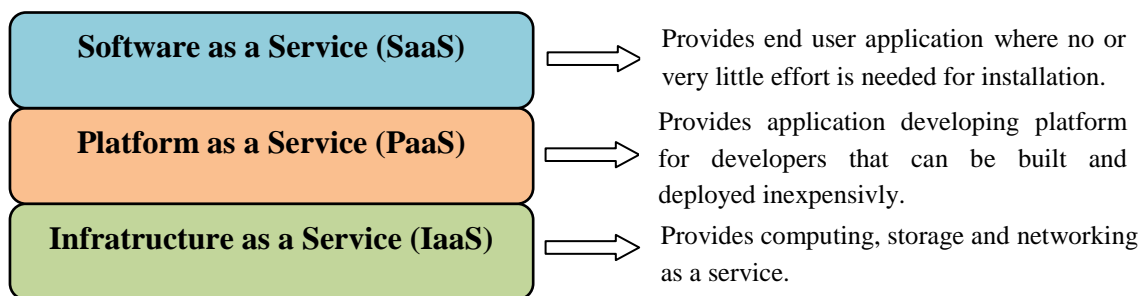 Software as a Service (SaaS)
Provides end user application where no or
very little effort is needed for installation.
Platform as a Service (PaaS)
Provides application developing platform
for developers that can be built and
deployed inexpensivly.
Infratructure as a Service (IaaS)
Provides computing, storage and networking
as a service.